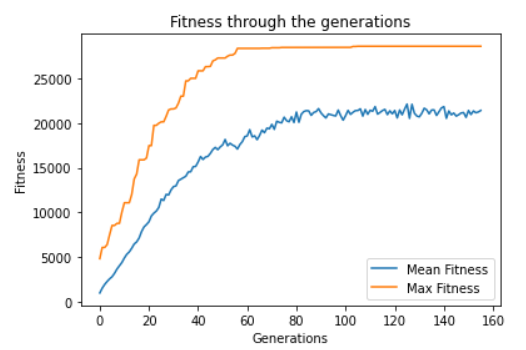 Fitness through the generations
Fitness
25000
20000
15000
10000
5000
0
0 20 40 60 80 100 120 140 160
Generations
Mean Fitness
Max Fitness